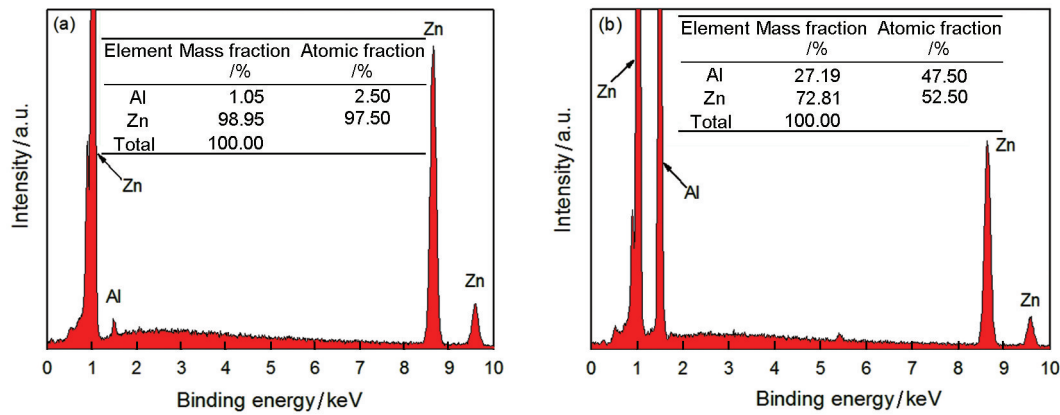 (a)
Zn
Element Mass fraction Atomic fraction
/% /%
Al 1.05 2.50
Zn 98.95 97.50
Total 100.00
Zn
Al
Zn
Intensity/a.u.
0 1 2 3 4 5 6 7 8 9 10
Binding energy/keV
(b)
Element Mass fraction Atomic fraction
/% /%
Al 27.19 47.50
Zn 72.81 52.50
Total 100.00
Zn
Zn
Al
Zn
Intensity/a.u.
0 1 2 3 4 5 6 7 8 9 10
Binding energy/keV